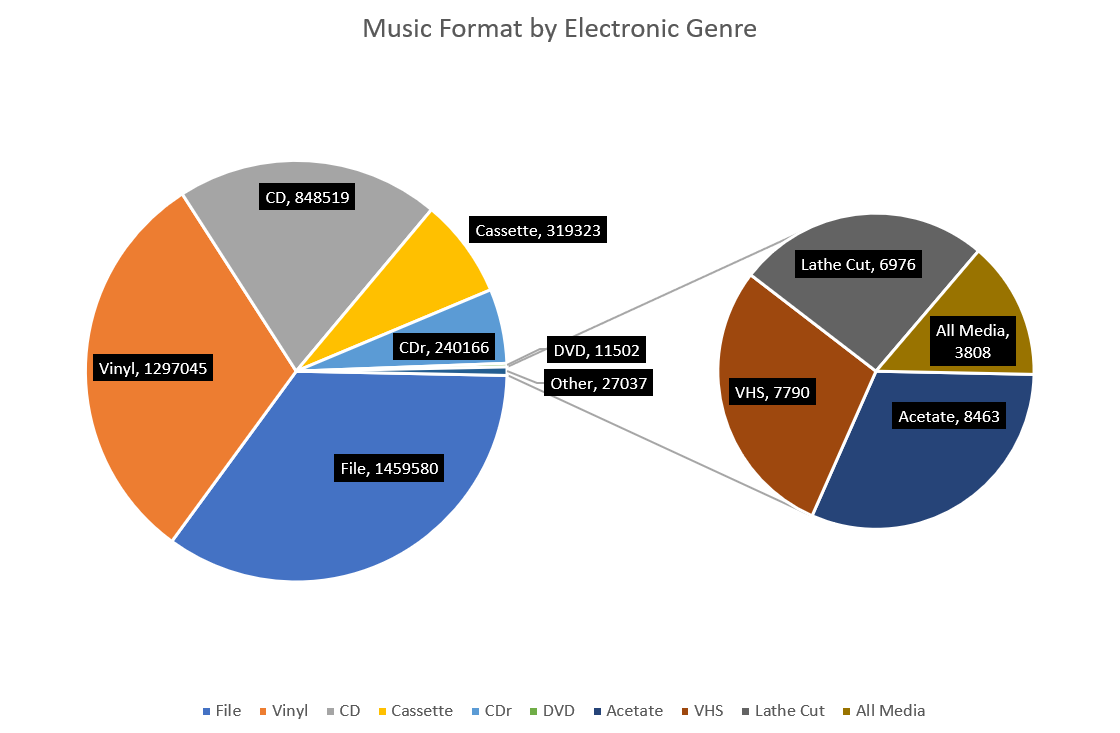 Music Format by Electronic Genre
CD, 848519
Cassette, 319323
Lathe Cut, 6976
All Media,
3808
CDr, 240166
DVD, 11502
Vinyl, 1297045
Other, 27037
VHS, 7790
Acetate, 8463
File, 1459580
File Vinyl CD Cassette CDr DVD Acetate VHS Lathe Cut All Media